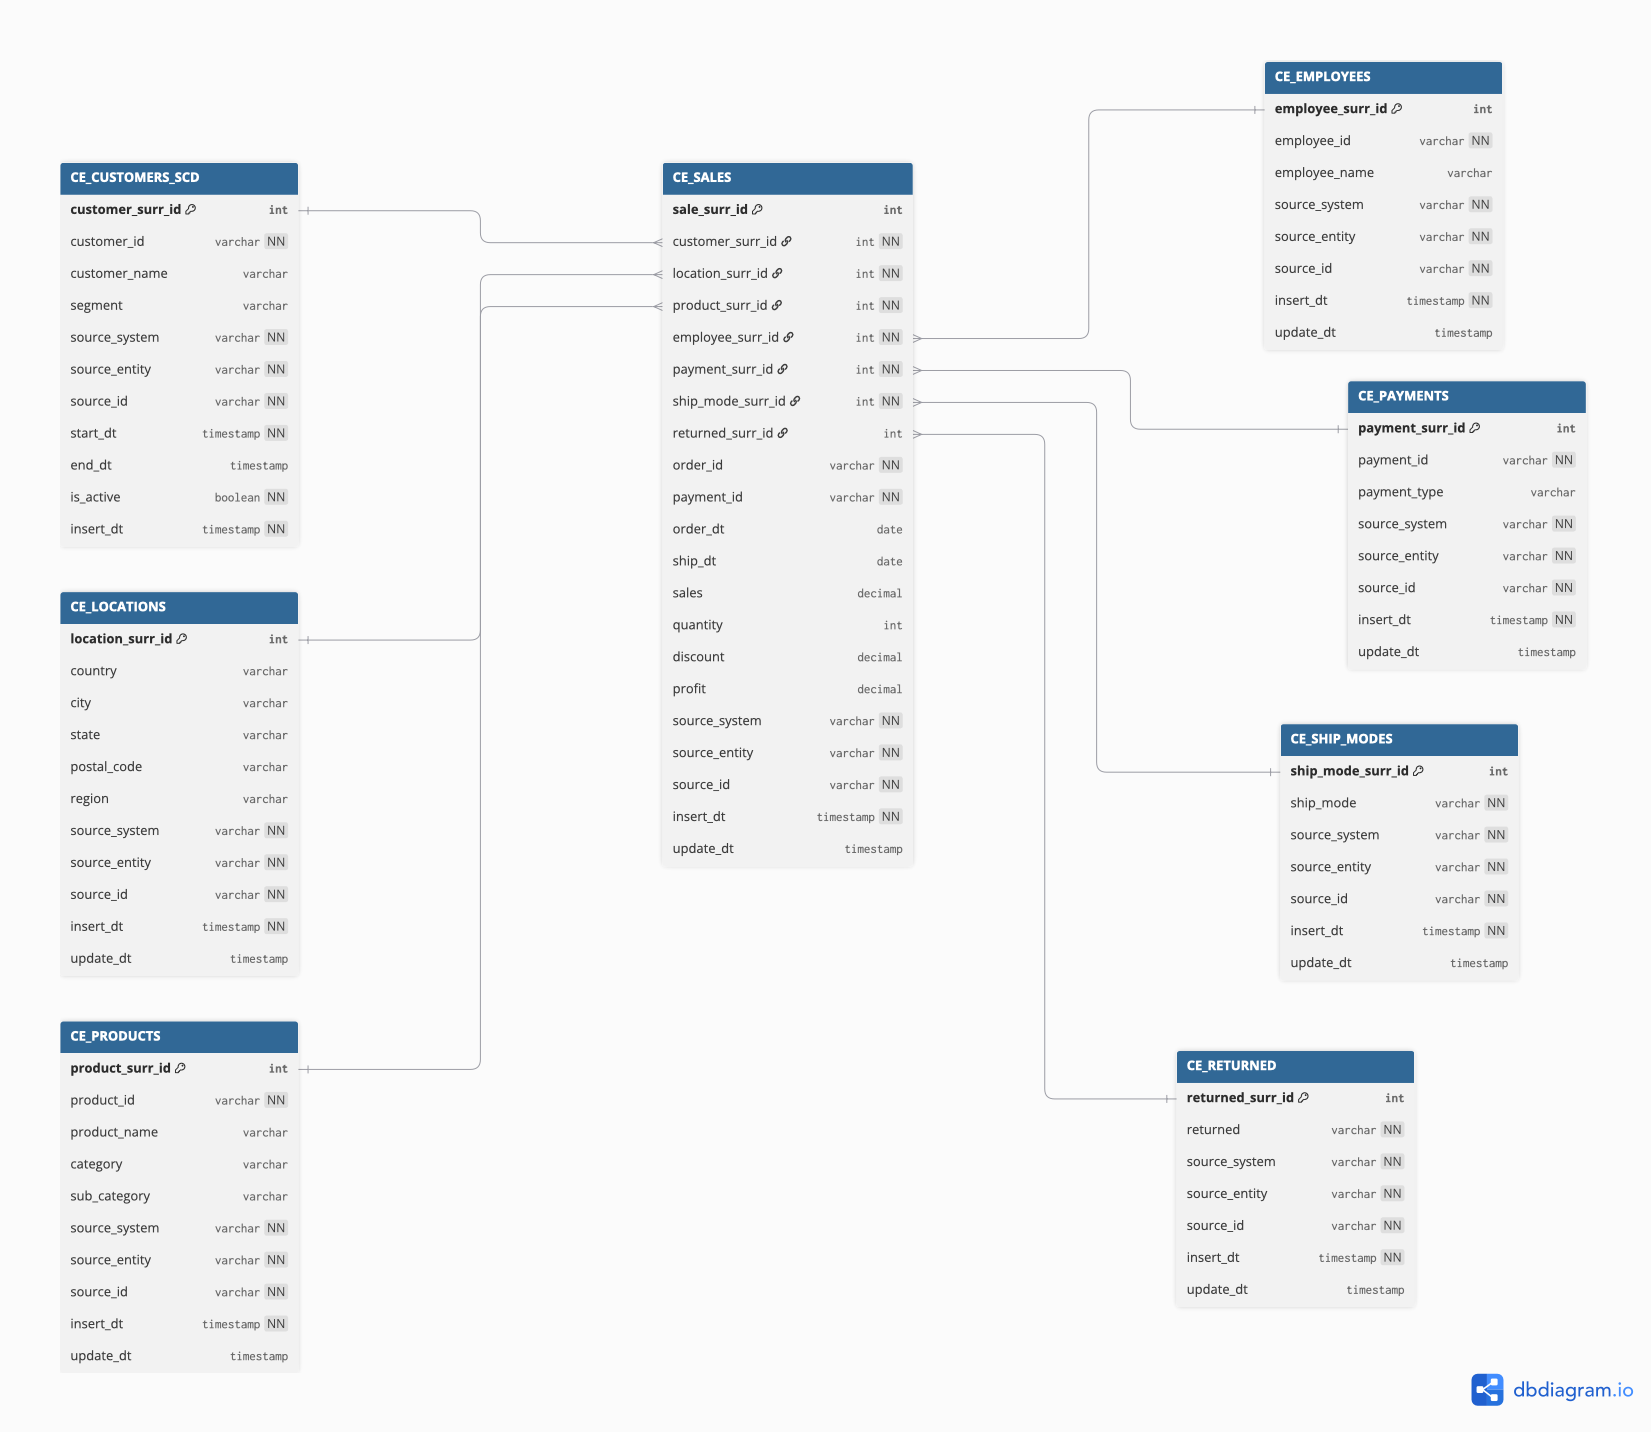 CE_CUSTOMERS_SCD
customer_surr_id int
customer_id varchar NN
customer_name varchar
segment varchar
source_system varchar NN
source_entity varchar NN
source_id varchar NN
start_dt timestamp NN
end_dt timestamp
is_active boolean NN
insert_dt timestamp NN
CE_LOCATIONS
location_surr_id int
country varchar
city varchar
state varchar
postal_code varchar
region varchar
source_system varchar NN
source_entity varchar NN
source_id varchar NN
insert_dt timestamp NN
update_dt timestamp
CE_PRODUCTS
product_surr_id int
product_id varchar NN
product_name varchar
category varchar
sub_category varchar
source_system varchar NN
source_entity varchar NN
source_id varchar NN
insert_dt timestamp NN
update_dt timestamp
CE_SALES
sale_surr_id int
customer_surr_id int NN
location_surr_id int NN
product_surr_id int NN
employee_surr_id int NN
payment_surr_id int NN
ship_mode_surr_id int NN
returned_surr_id int
order_id varchar NN
payment_id varchar NN
order_dt date
ship_dt date
sales decimal
quantity int
discount decimal
profit decimal
source_system varchar NN
source_entity varchar NN
source_id varchar NN
insert_dt timestamp NN
update_dt timestamp
CE_EMPLOYEES
employee_surr_id int
employee_id varchar NN
employee_name varchar
source_system varchar NN
source_entity varchar NN
source_id varchar NN
insert_dt timestamp NN
update_dt timestamp
CE_PAYMENTS
payment_surr_id int
payment_id varchar NN
payment_type varchar
source_system varchar NN
source_entity varchar NN
source_id varchar NN
insert_dt timestamp NN
update_dt timestamp
CE_SHIP_MODES
ship_mode_surr_id int
ship_mode varchar NN
source_system varchar NN
source_entity varchar NN
source_id varchar NN
insert_dt timestamp NN
update_dt timestamp
CE_RETURNED
returned_surr_id int
returned varchar NN
source_system varchar NN
source_entity varchar NN
source_id varchar NN
insert_dt timestamp NN
update_dt timestamp
dbdiagram.io